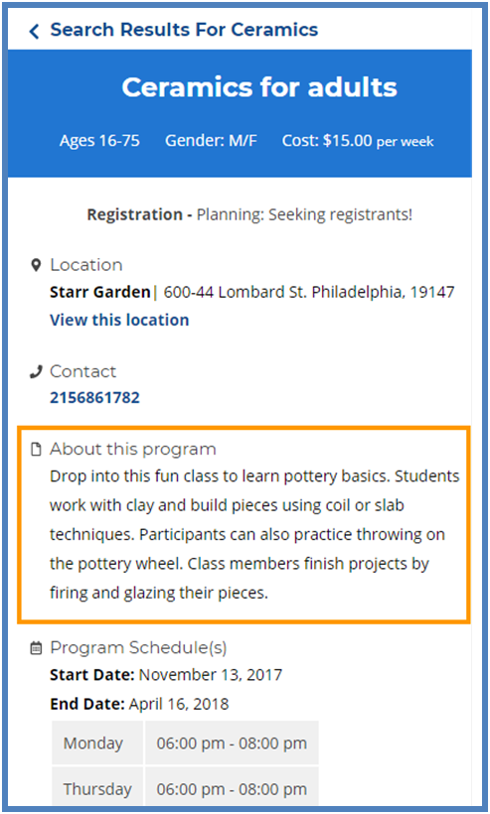 Search Results For Ceramics
Ceramics for adults
Ages 16-75 Gender: M/F Cost: $15.00 per week
Registration - Planning: Seeking registrants!
Location
Starr Garden| 600-44 Lombard St. Philadelphia, 19147
View this location
Contact
2156861782
About this program
Drop into this fun class to learn pottery basics. Students
work with clay and build pieces using coil or slab
techniques. Participants can also practice throwing on
the pottery wheel. Class members finish projects by
firing and glazing their pieces.
Program Schedule(s)
Start Date: November 13, 2017
End Date: April 16, 2018
Monday 06:00 pm - 08:00 pm
Thursday 06:00 pm - 08:00 pm